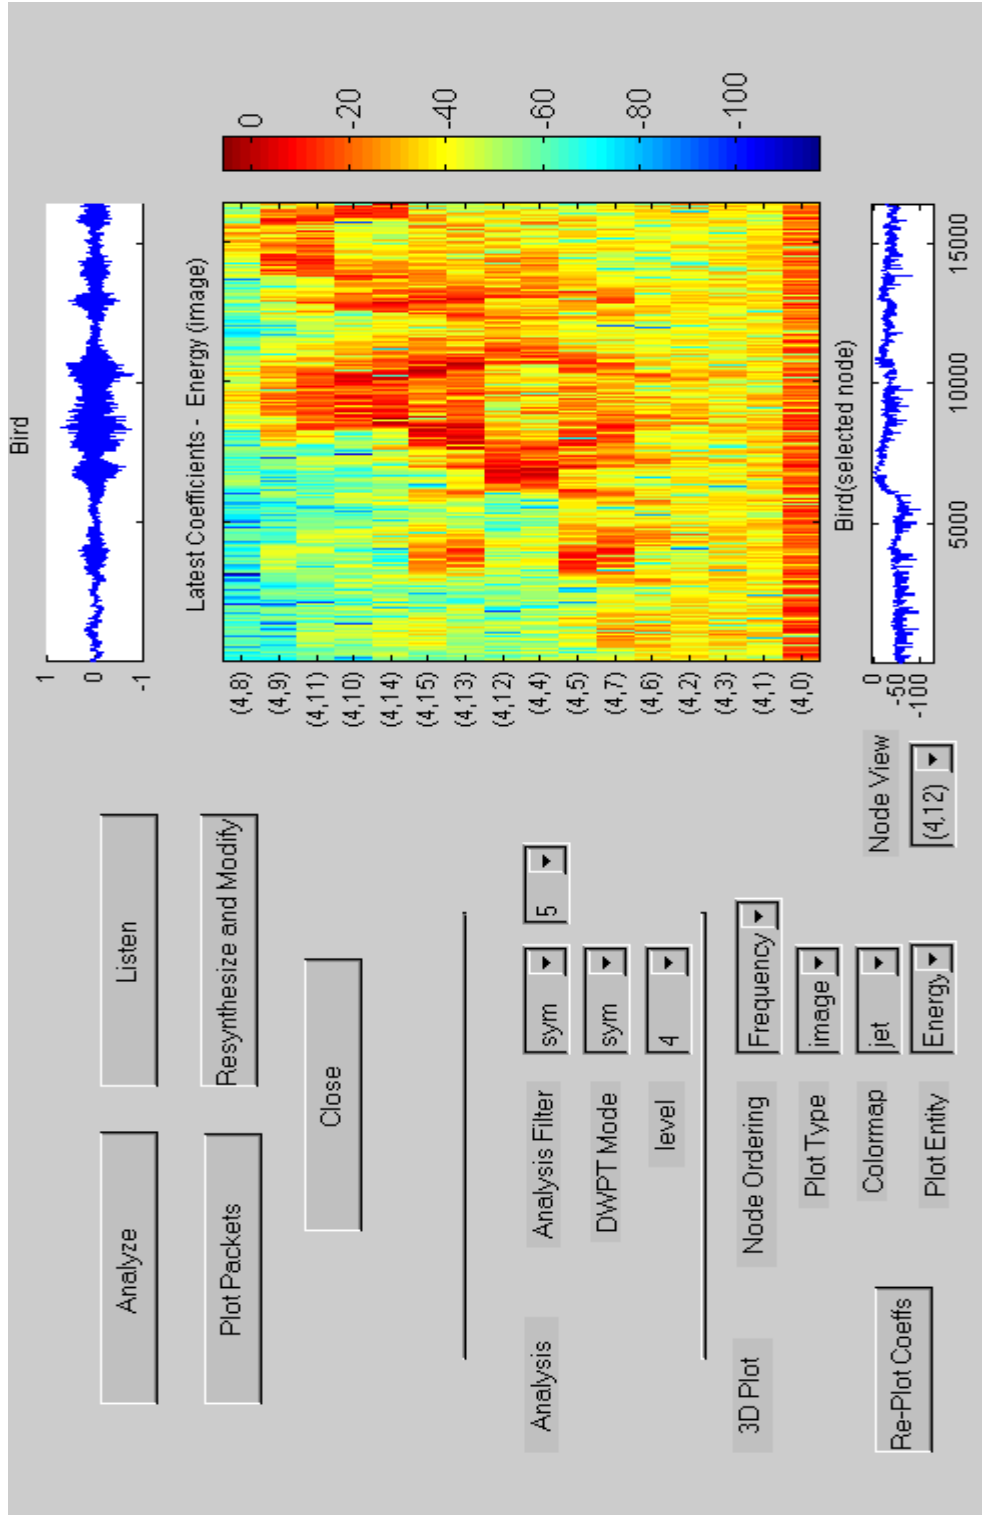 Analyze
Listen
Plot Packets
Resynthesize and Modify
Close
Analysis
Analysis Filter
sym
5
DWPT Mode
sym
level
4
3D Plot
Node Ordering
Frequency
Plot Type
image
Colormap
jet
Re-Plot Coeffs
Plot Entity
Energy
Node View
(4,12)
Bird
1
0
-1
Latest Coefficients - Energy (image)
(4,8)
(4,9)
(4,11)
(4,10)
(4,14)
(4,15)
(4,13)
(4,12)
(4,4)
(4,5)
(4,7)
(4,6)
(4,2)
(4,3)
(4,1)
(4,0)
0
-20
-40
-60
-80
-100
Bird(selected node)
0
-50
-100
5000
10000
15000